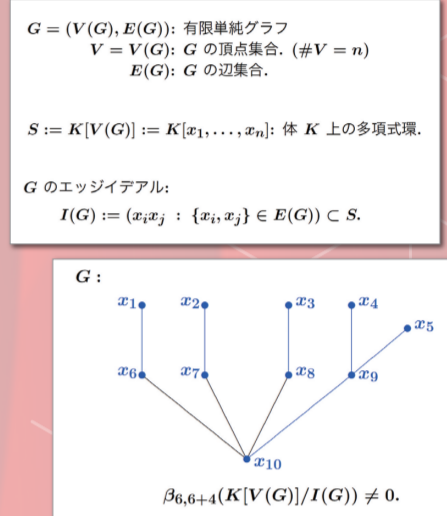 G = (V(G), E(G)): 有限単純グラフ
V = V(G): G の頂点集合. (#V = n)
E(G): G の辺集合.
S := K[V(G)] := K[x₁, . . . , xₙ]: 体 K 上の多項式環.
G のエッジイデアル:
I(G) := (xᵢxⱼ : {xᵢ, xⱼ} ∈ E(G)) ⊂ S.
G :
x₁ x₂ x₃ x₄
x₅
x₆ x₇ x₈ x₉
x₁₀
β₆,₆₊₄(K[V(G)]/I(G)) ≠ 0.